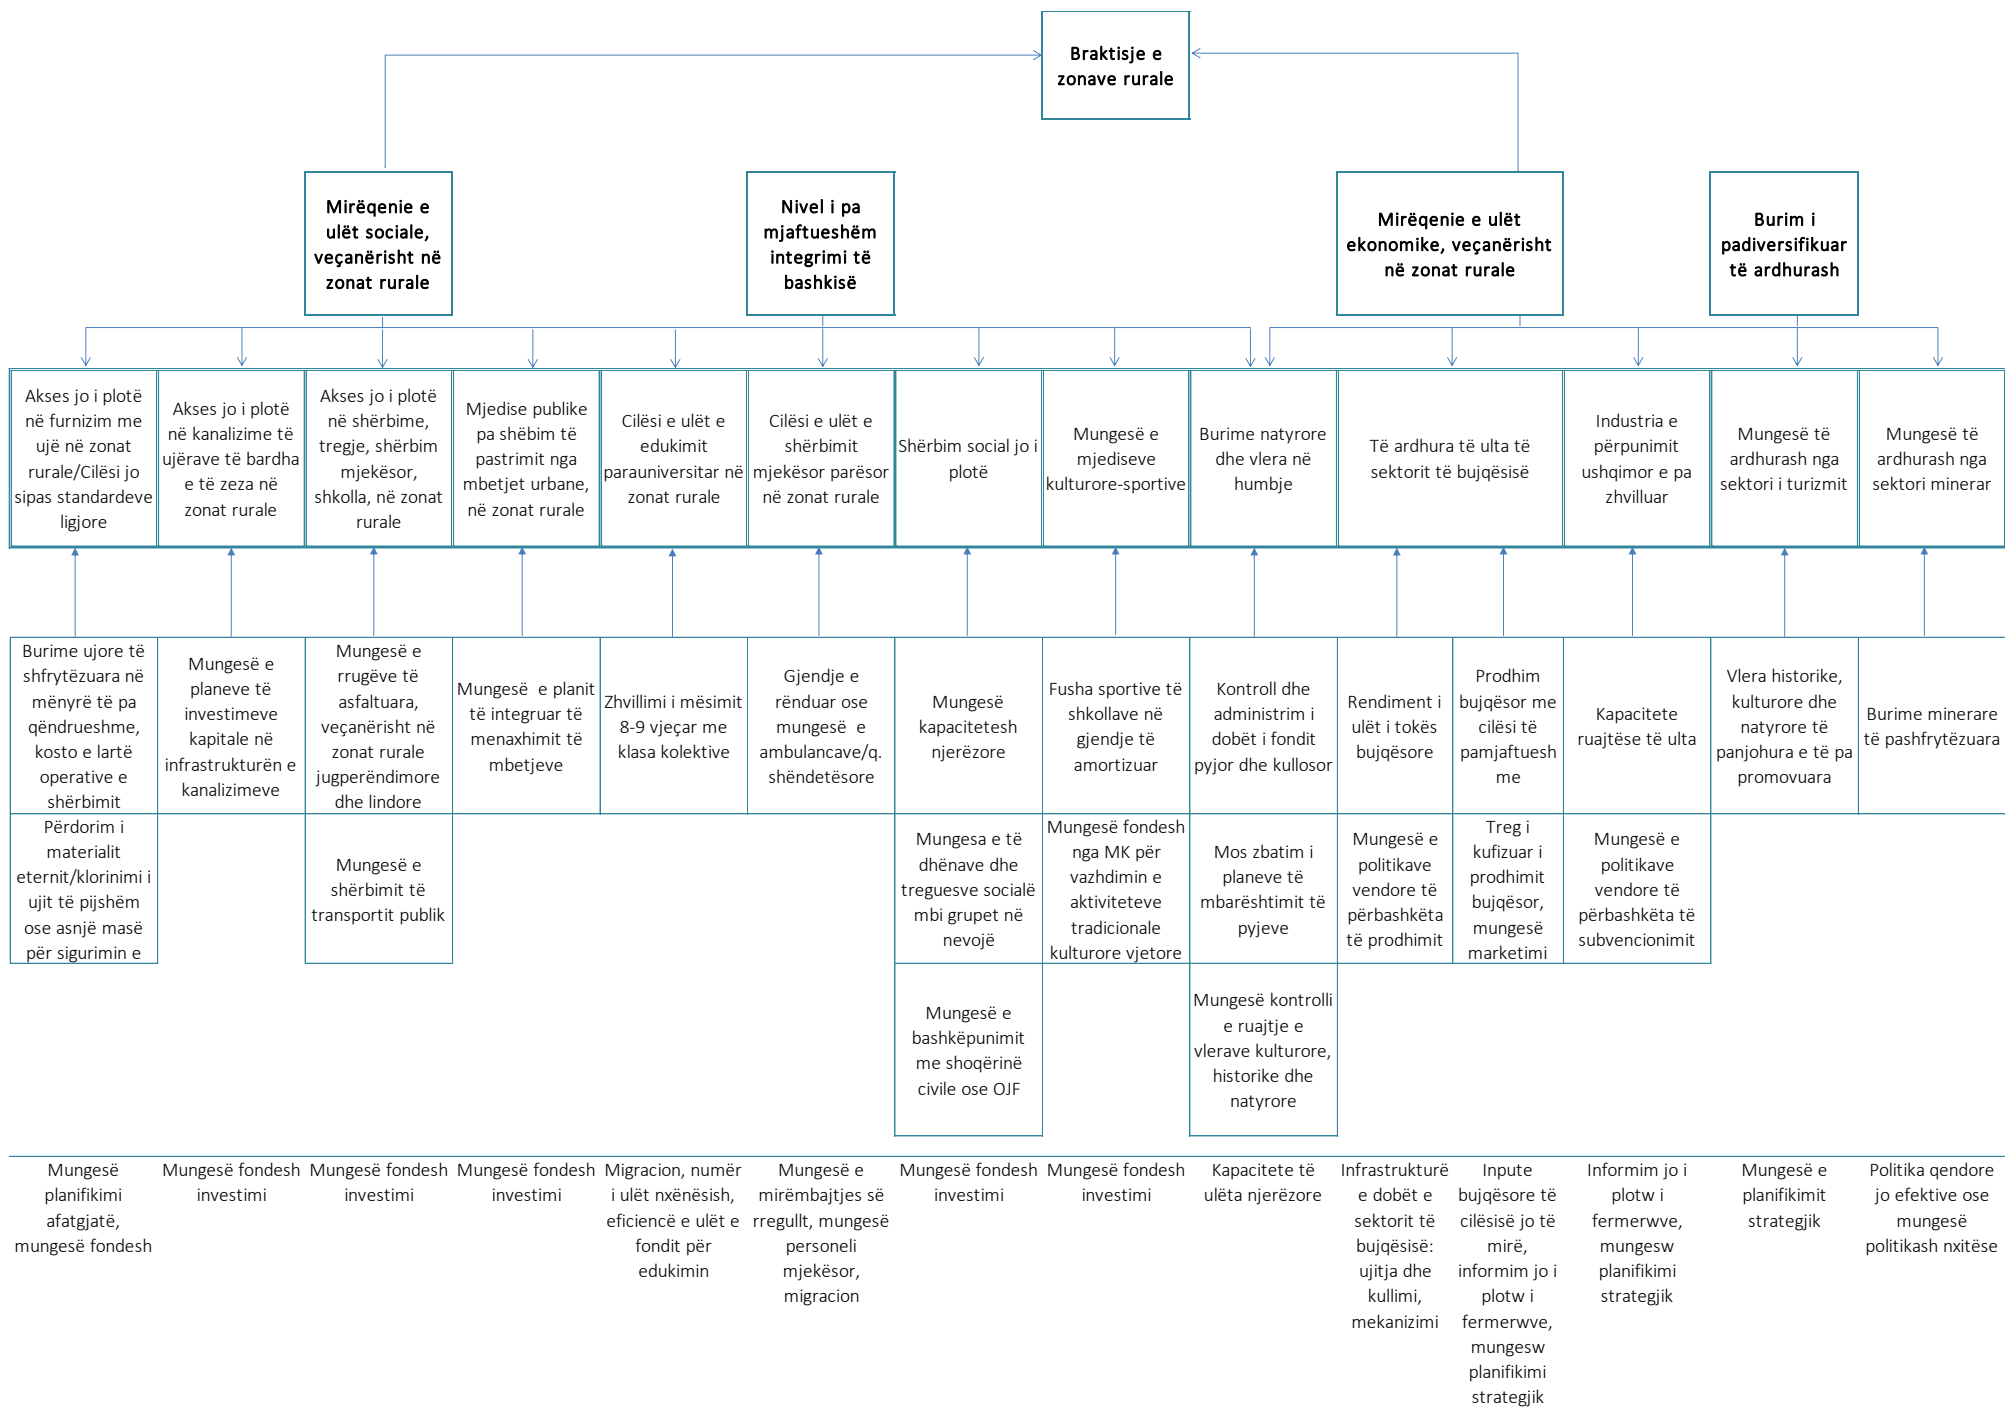 Braktisje e
zonave rurale
Mirëqenie e
ulët sociale,
veçanërisht në
zonat rurale
Nivel i pa
mjaftueshëm
integrimi të
bashkisë
Mirëqenie e ulët
ekonomike, veçanërisht
në zonat rurale
Burim i
padiversifikuar
të ardhurash
Akses jo i plotë
në furnizim me
ujë në zonat
rurale/Cilësi jo
sipas standardeve
ligjore
Akses jo i plotë
në kanalizime të
ujërave të bardha
e të zeza në
zonat rurale
Akses jo i plotë
në shërbime,
tregje, shërbim
mjekësor,
shkolla, në zonat
rurale
Mjedise publike
pa shëbim të
pastrimit nga
mbetjet urbane,
në zonat rurale
Cilësi e ulët e
edukimit
parauniversitar në
zonat rurale
Cilësi e ulët e
shërbimit
mjekësor parësor
në zonat rurale
Shërbim social jo i
plotë
Mungesë e
mjediseve
kulturore-sportive
Burime natyrore
dhe vlera në
humbje
Të ardhura të ulta të
sektorit të bujqësisë
Industria e
përpunimit
ushqimor e pa
zhvilluar
Mungesë të
ardhurash nga
sektori i turizmit
Mungesë të
ardhurash nga
sektori minerar
Burime ujore të
shfrytëzuara në
mënyrë të pa
qëndrueshme,
kosto e lartë
operative e
shërbimit
Mungesë e
planeve të
investimeve
kapitale në
infrastrukturën e
kanalizimeve
Mungesë e
rrugëve të
asfaltuara,
veçanërisht në
zonat rurale
jugperëndimore
dhe lindore
Mungesë  e planit
të integruar të
menaxhimit të
mbetjeve
Zhvillimi i mësimit
8-9 vjeçar me
klasa kolektive
Gjendje e
rënduar ose
mungesë  e
ambulancave/q.
shëndetësore
Mungesë
kapacitetesh
njerëzore
Fusha sportive të
shkollave në
gjendje të
amortizuar
Kontroll dhe
administrim i
dobët i fondit
pyjor dhe kullosor
Rendiment i
ulët i tokës
bujqësore
Prodhim
bujqësor me
cilësi të
pamjaftuesh
me
Kapacitete
ruajtëse të ulta
Vlera historike,
kulturore dhe
natyrore të
panjohura e të pa
promovuara
Burime minerare
të pashfrytëzuara
Përdorim i
materialit
eternit/klorinimi i
ujit të pijshëm
ose asnjë masë
për sigurimin e
Mungesë e
shërbimit të
transportit publik
Mungesa e të
dhënave dhe
treguesve socialë
mbi grupet në
nevojë
Mungesë fondesh
nga MK për
vazhdimin e
aktiviteteve
tradicionale
kulturore vjetore
Mos zbatim i
planeve të
mbarështimit të
pyjeve
Mungesë e
politikave
vendore të
përbashkëta
të prodhimit
Treg i
kufizuar i
prodhimit
bujqësor,
mungesë
marketimi
Mungesë e
politikave
vendore të
përbashkëta të
subvencionimit
Mungesë e
bashkëpunimit
me shoqërinë
civile ose OJF
Mungesë kontrolli
e ruajtje e
vlerave kulturore,
historike dhe
natyrore
Mungesë
planifikimi
afatgjatë,
mungesë fondesh
Mungesë fondesh
investimi
Mungesë fondesh
investimi
Mungesë fondesh
investimi
Migracion, numër
i ulët nxënësish,
eficiencë e ulët e
fondit për
edukimin
Mungesë e
mirëmbajtjes së
rregullt, mungesë
personeli
mjekësor,
migracion
Mungesë fondesh
investimi
Mungesë fondesh
investimi
Kapacitete të
ulëta njerëzore
Infrastrukturë
e dobët e
sektorit të
bujqësisë:
ujitja dhe
kullimi,
mekanizimi
Inpute
bujqësore të
cilësisë jo të
mirë,
informim jo i
plotw i
fermerwve,
mungesw
planifikimi
strategjik
Informim jo i
plotw i
fermerwve,
mungesw
planifikimi
strategjik
Mungesë e
planifikimit
strategjik
Politika qendore
jo efektive ose
mungesë
politikash nxitëse